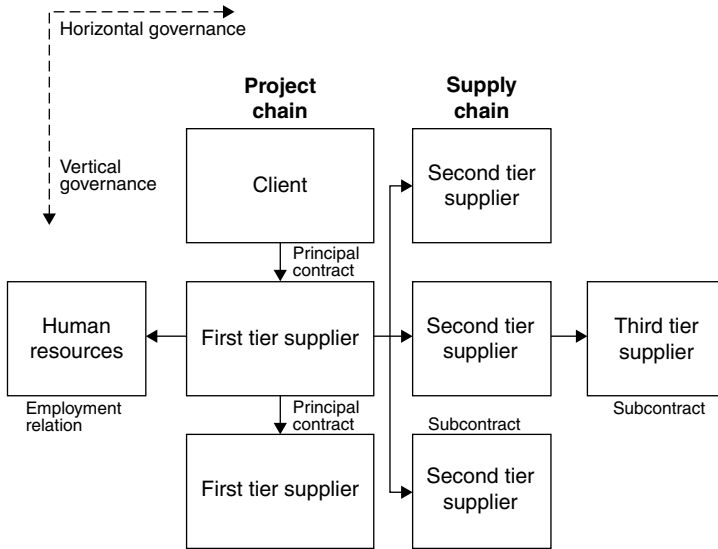 Horizontal governance
Vertical
governance
Project
chain
Supply
chain
Client
Second tier
supplier
Principal
contract
Human
resources
First tier supplier
Second tier
supplier
Third tier
supplier
Employment
relation
Principal
contract
Subcontract
Subcontract
First tier supplier
Second tier
supplier